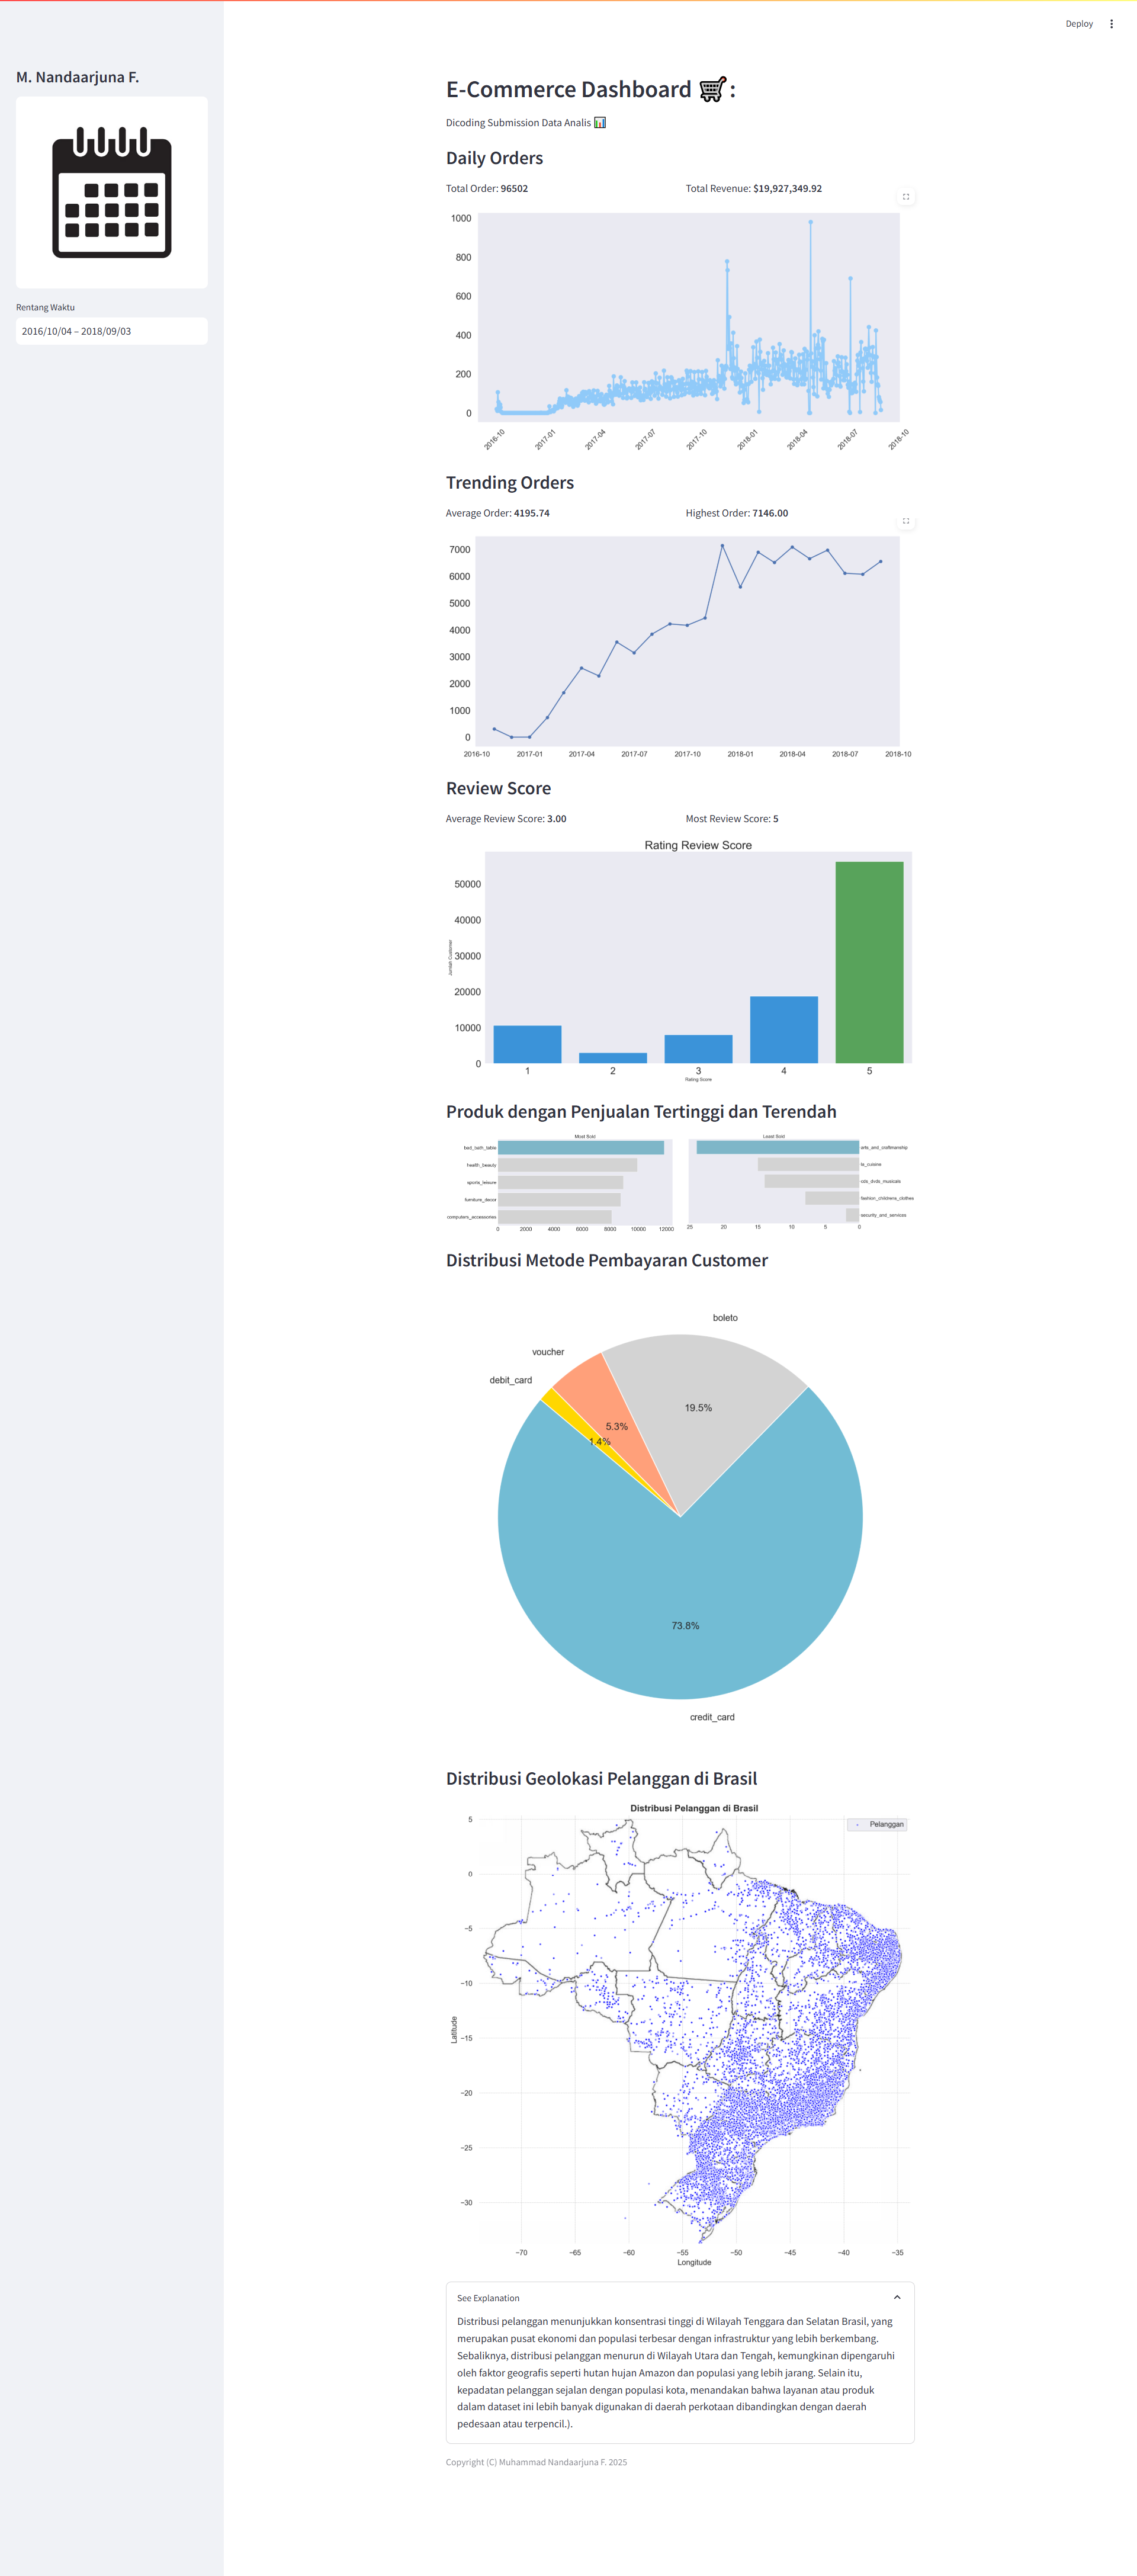 Deploy
M. Nandaarjuna F.
Rentang Waktu
2016/10/04 – 2018/09/03
E-Commerce Dashboard 🛒 :
Dicoding Submission Data Analis 📊
Daily Orders
Total Order: 96502
Total Revenue: $19,927,349.92
1000
800
600
400
200
0
2016-10
2017-01
2017-04
2017-07
2017-10
2018-01
2018-04
2018-07
2018-10
Trending Orders
Average Order: 4195.74
Highest Order: 7146.00
7000
6000
5000
4000
3000
2000
1000
0
2016-10
2017-01
2017-04
2017-07
2017-10
2018-01
2018-04
2018-07
2018-10
Review Score
Average Review Score: 3.00
Most Review Score: 5
Rating Review Score
50000
40000
30000
20000
10000
0
Jumlah Customer
1
2
3
4
5
Rating Score
Produk dengan Penjualan Tertinggi dan Terendah
Most Sold
bed_bath_table
health_beauty
sports_leisure
furniture_decor
computers_accessories
0
2000
4000
6000
8000
10000
12000
Least Sold
arts_and_craftmanship
la_cuisine
cds_dvds_musicals
fashion_childrens_clothes
security_and_services
25
20
15
10
5
0
Distribusi Metode Pembayaran Customer
boleto
voucher
debit_card
19.5%
5.3%
1.4%
73.8%
credit_card
Distribusi Geolokasi Pelanggan di Brasil
Distribusi Pelanggan di Brasil
Pelanggan
5
0
−5
−10
−15
−20
−25
−30
Latitude
−70
−65
−60
−55
−50
−45
−40
−35
Longitude
See Explanation
Distribusi pelanggan menunjukkan konsentrasi tinggi di Wilayah Tenggara dan Selatan Brasil, yang
merupakan pusat ekonomi dan populasi terbesar dengan infrastruktur yang lebih berkembang.
Sebaliknya, distribusi pelanggan menurun di Wilayah Utara dan Tengah, kemungkinan dipengaruhi
oleh faktor geografis seperti hutan hujan Amazon dan populasi yang lebih jarang. Selain itu,
kepadatan pelanggan sejalan dengan populasi kota, menandakan bahwa layanan atau produk
dalam dataset ini lebih banyak digunakan di daerah perkotaan dibandingkan dengan daerah
pedesaan atau terpencil.).
Copyright (C) Muhammad Nandaarjuna F. 2025